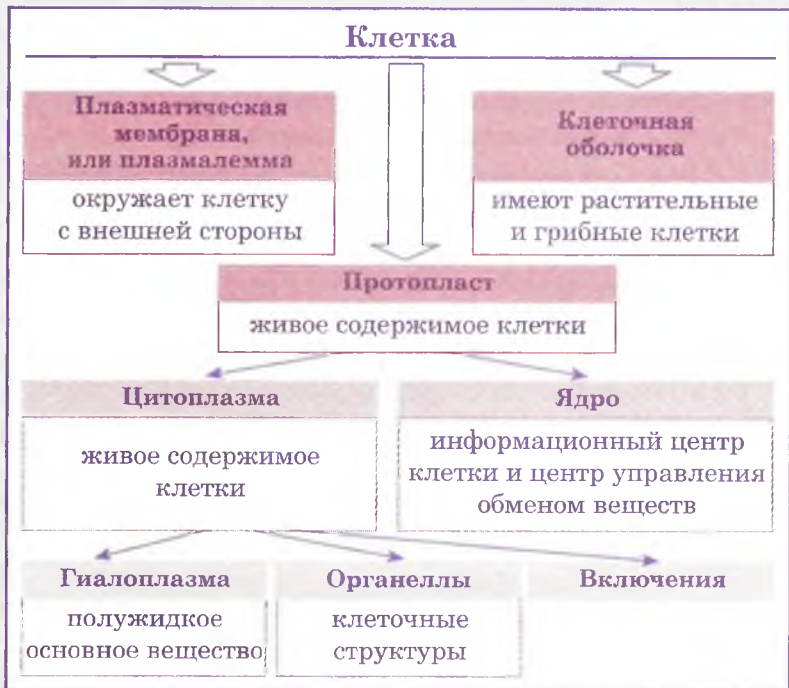 Клетка
Плазматическая
мембрана,
или плазмалемма
окружает клетку
с внешней стороны
Клеточная
оболочка
имеют растительные
и грибные клетки
Протопласт
живое содержимое клетки
Цитоплазма
живое содержимое
клетки
Ядро
информационный центр
клетки и центр управления
обменом веществ
Гиалоплазма
полужидкое
основное вещество
Органеллы
клеточные
структуры
Включения